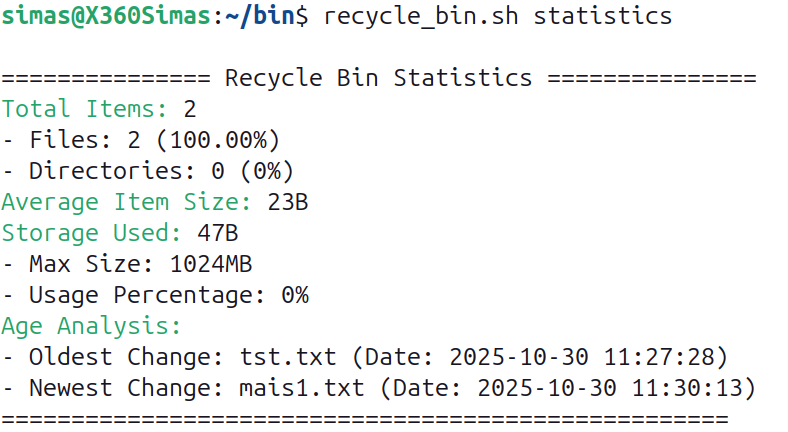 simas@X360Simas:~/bin$ recycle_bin.sh statistics
=============== Recycle Bin Statistics ===============
Total Items: 2
- Files: 2 (100.00%)
- Directories: 0 (0%)
Average Item Size: 23B
Storage Used: 47B
- Max Size: 1024MB
- Usage Percentage: 0%
Age Analysis:
- Oldest Change: tst.txt (Date: 2025-10-30 11:27:28)
- Newest Change: mais1.txt (Date: 2025-10-30 11:30:13)
====================================================